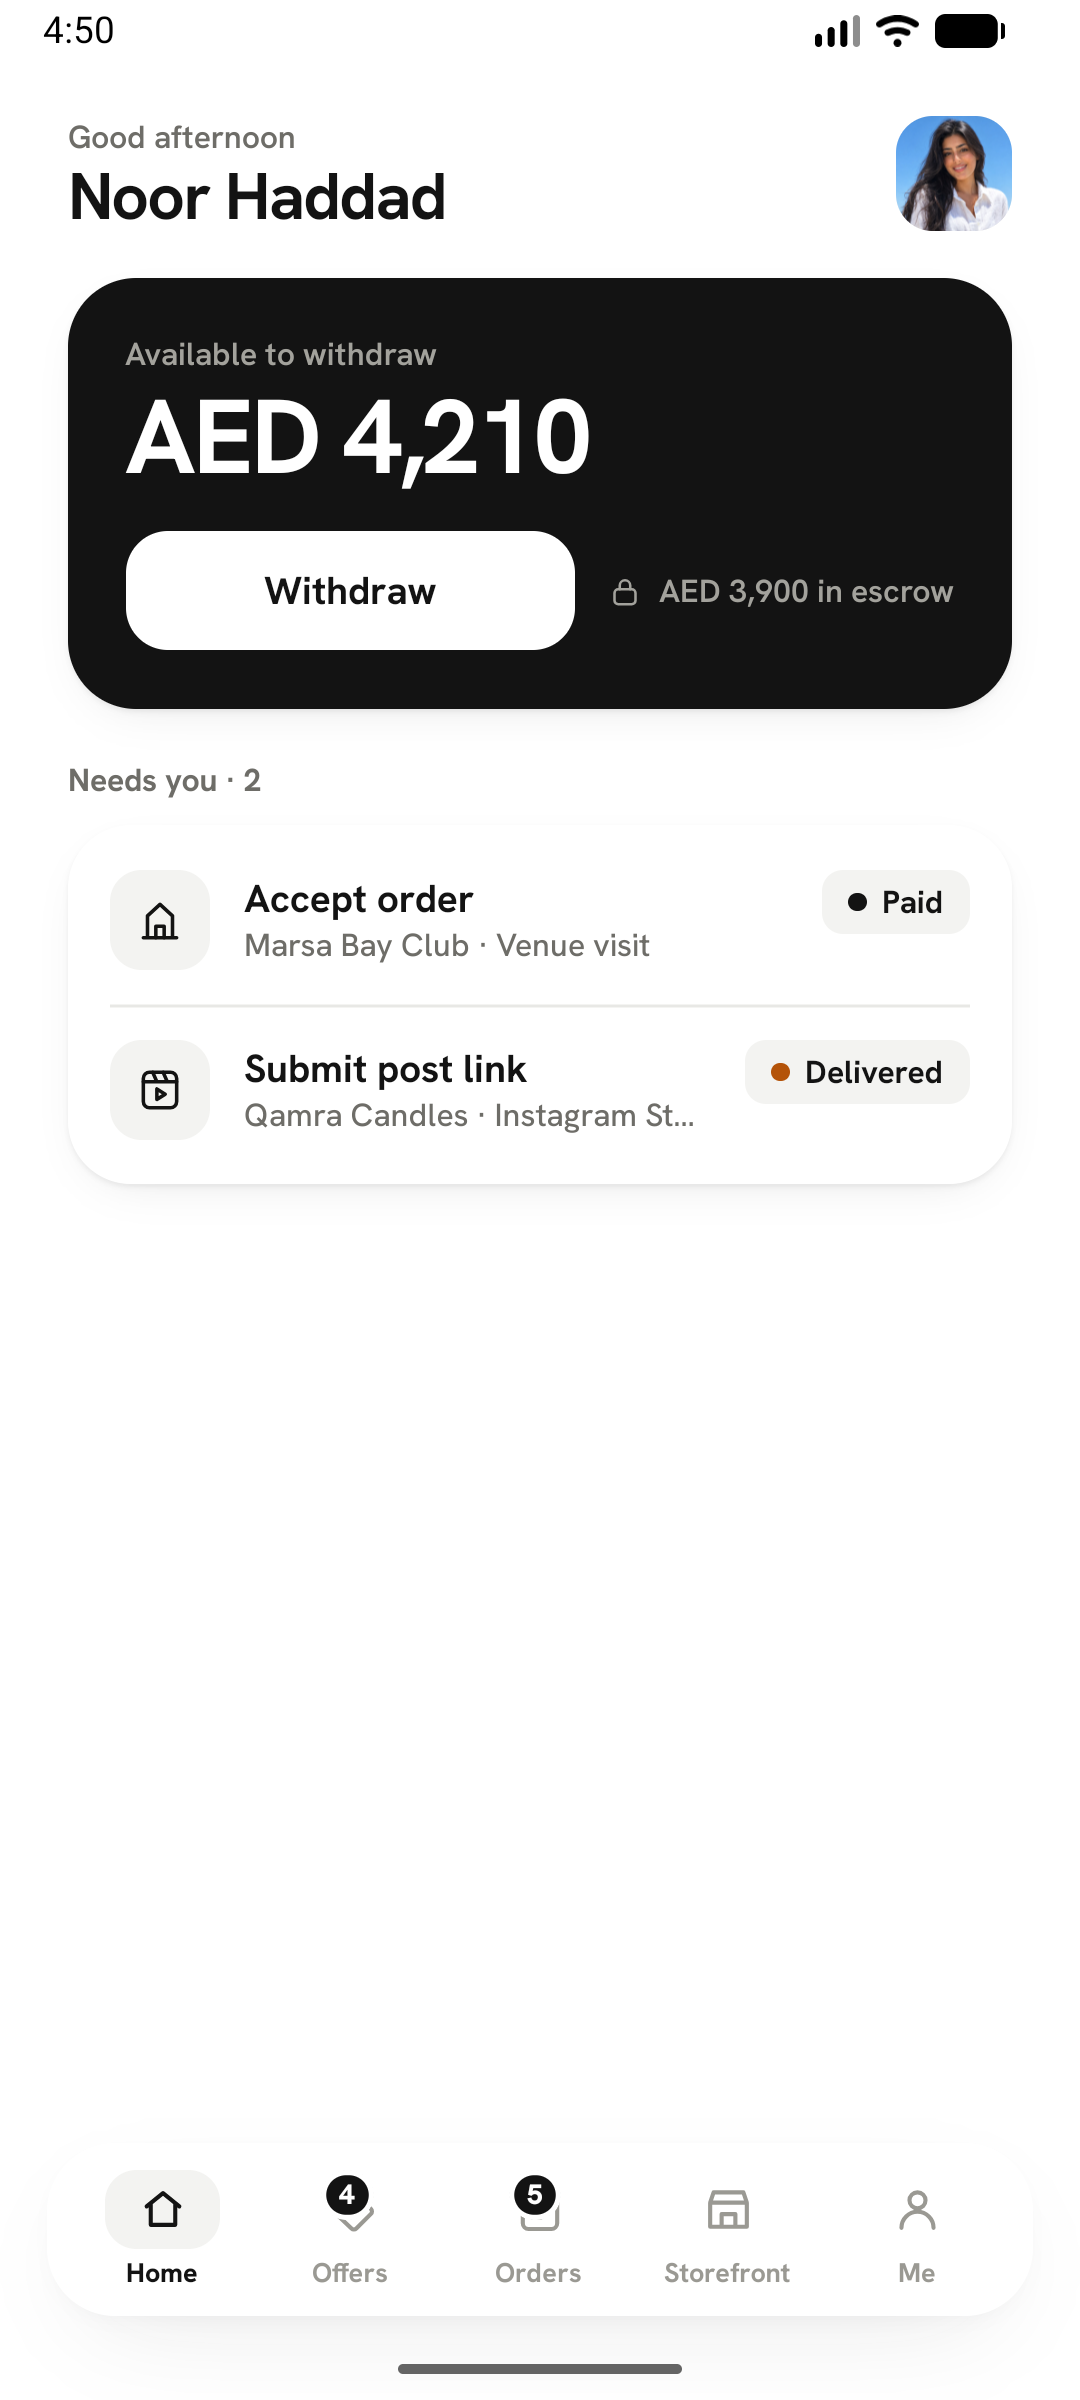 4:50
Good afternoon
Noor Haddad
Available to withdraw
AED 4,210
Withdraw
AED 3,900 in escrow
Needs you · 2
Accept order
Paid
Marsa Bay Club · Venue visit
Submit post link
Delivered
Qamra Candles · Instagram St...
4
5
Home
Offers
Orders
Storefront
Me